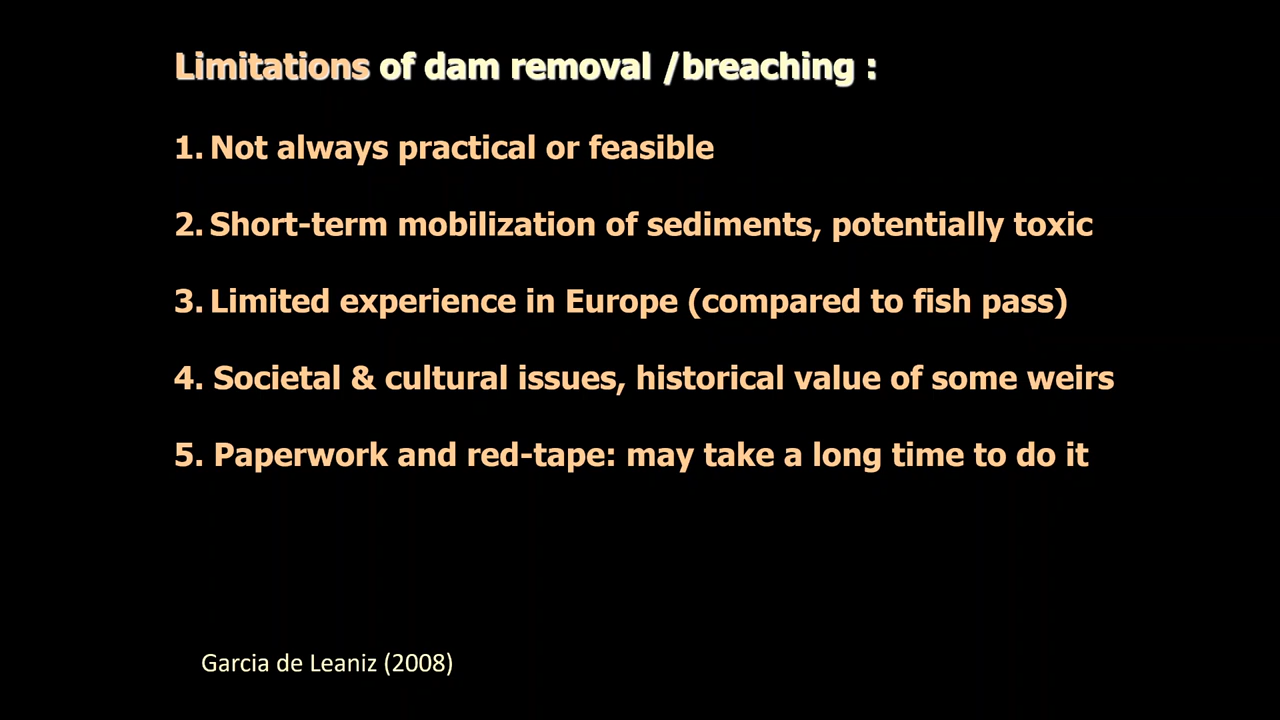 Limitations of dam removal /breaching :
1. Not always practical or feasible
2. Short-term mobilization of sediments, potentially toxic
3. Limited experience in Europe (compared to fish pass)
4. Societal & cultural issues, historical value of some weirs
5. Paperwork and red-tape: may take a long time to do it
Garcia de Leaniz (2008)